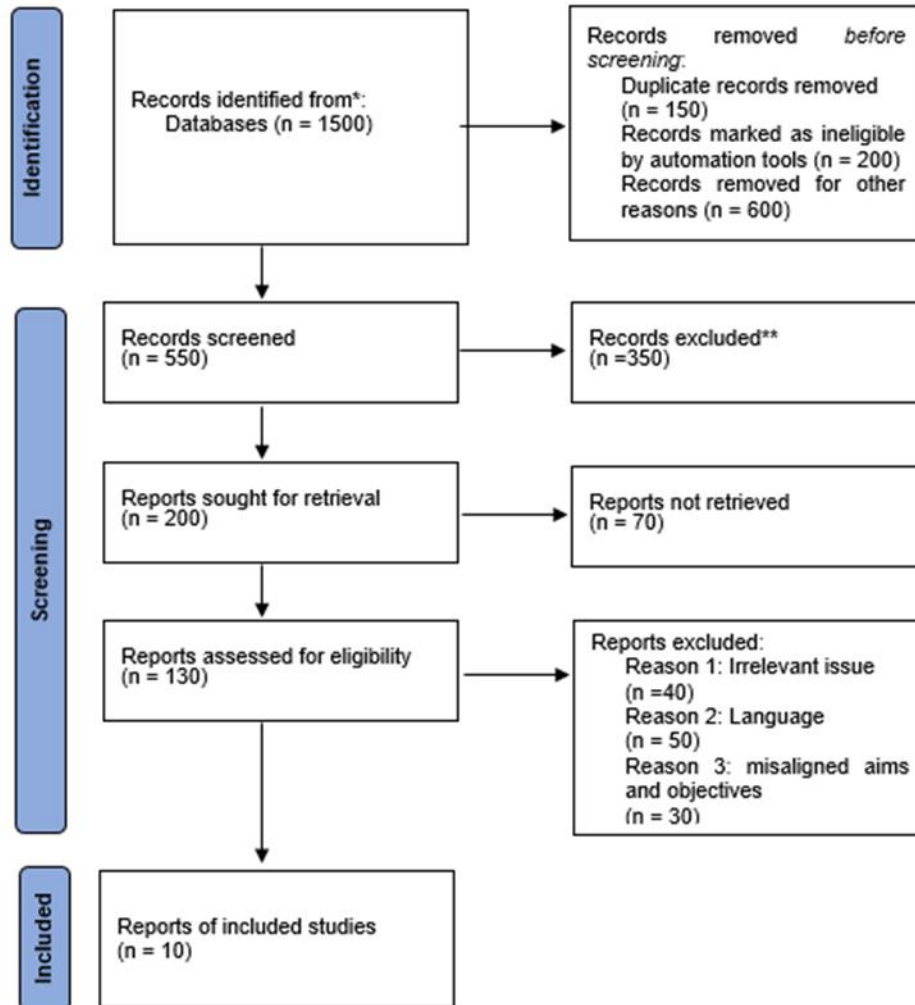 Identification
Records identified from*:
Databases (n = 1500)
Records removed before
screening:
Duplicate records removed
(n = 150)
Records marked as ineligible
by automation tools (n = 200)
Records removed for other
reasons (n = 600)
Screening
Records screened
(n = 550)
Records excluded**
(n =350)
Reports sought for retrieval
(n = 200)
Reports not retrieved
(n = 70)
Reports assessed for eligibility
(n = 130)
Reports excluded:
Reason 1: Irrelevant issue
(n =40)
Reason 2: Language
(n = 50)
Reason 3: misaligned aims
and objectives
(n = 30)
Included
Reports of included studies
(n = 10)